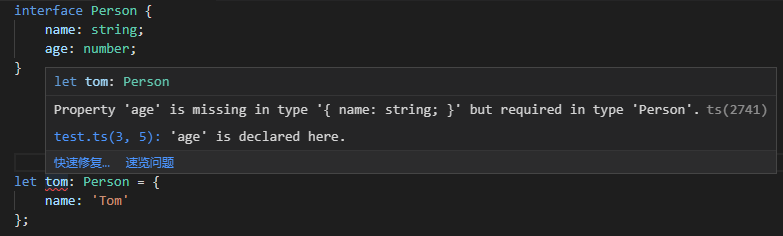 interface Person {
    name: string;
    age: number;
}
let tom: Person
Property 'age' is missing in type '{ name: string; }' but required in type 'Person'. ts(2741)
test.ts(3, 5): 'age' is declared here.
快速修复... 速览问题
let tom: Person = {
    name: 'Tom'
};